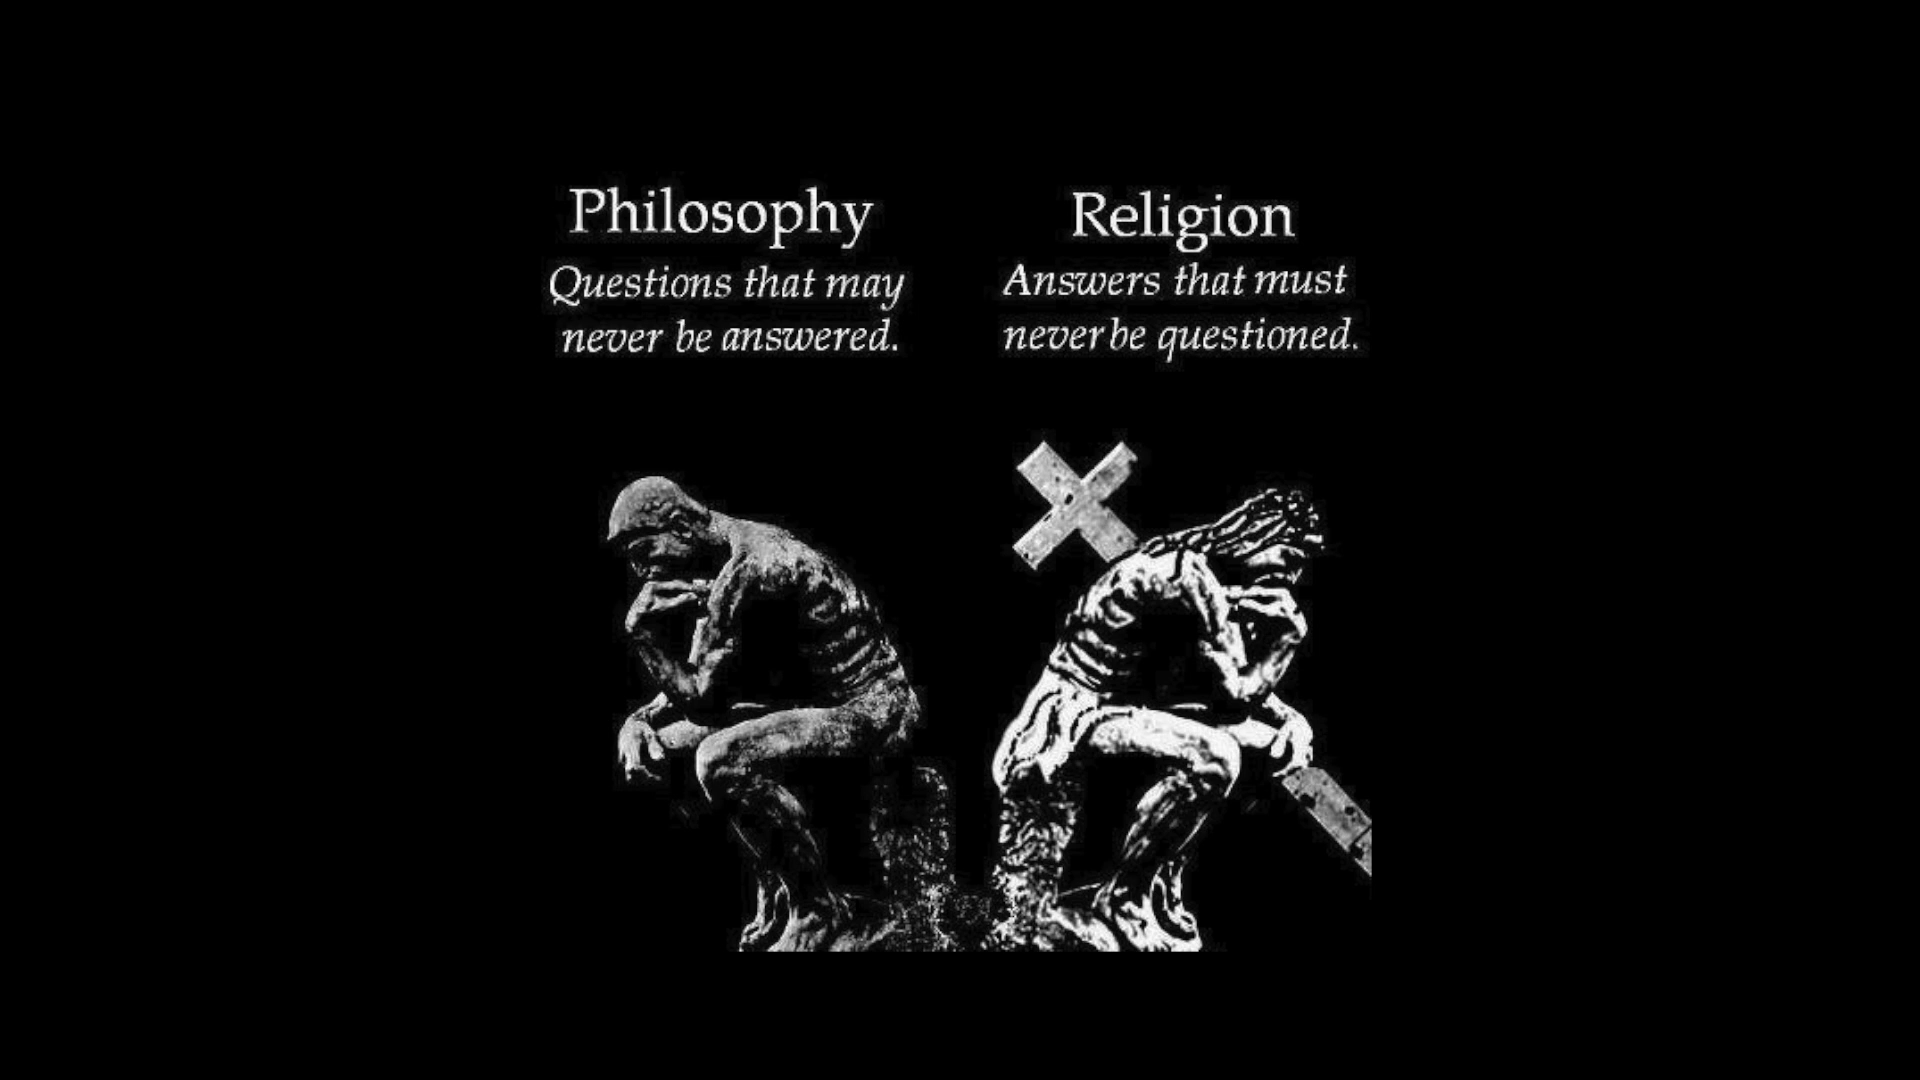 Philosophy
Questions that may
never be answered.
Religion
Answers that must
never be questioned.